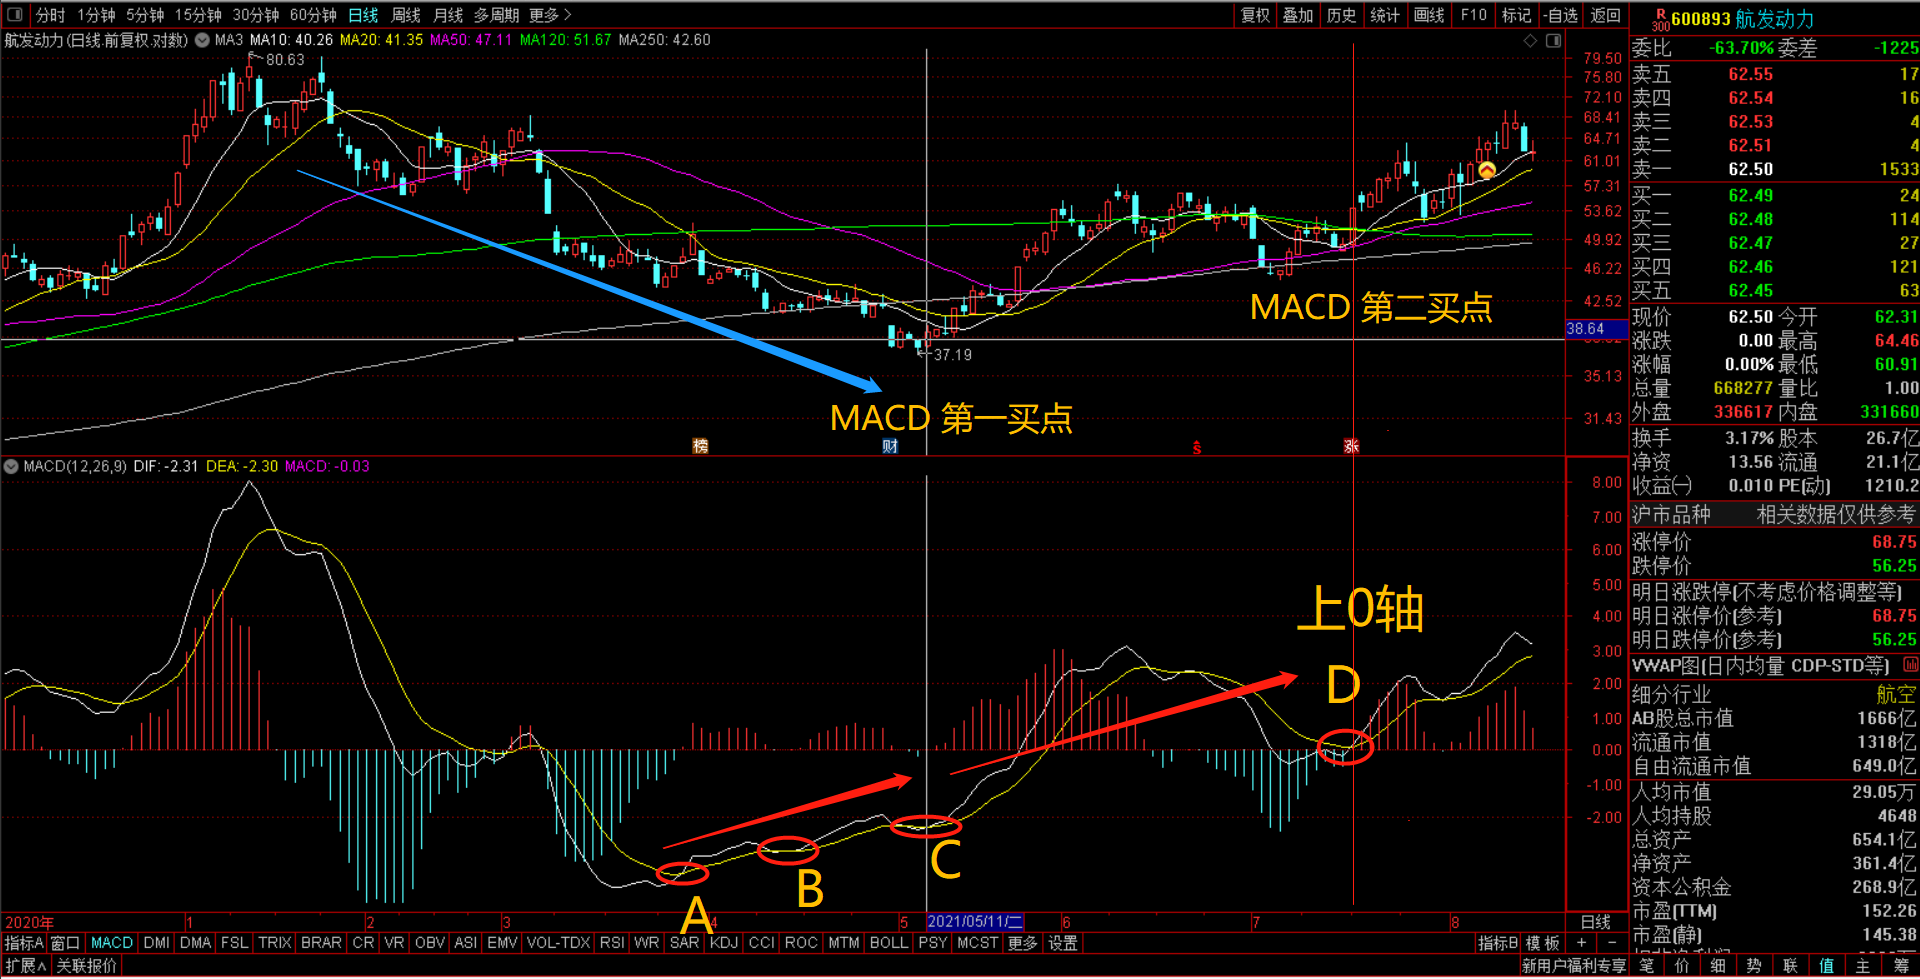 分时 1分钟 5分钟 15分钟 30分钟 60分钟 日线 周线 月线 多周期 更多 复权 叠加 历史 统计 画线 F10 标记 -自选 返回
R 300 600893 航发动力
航发动力(日线.前复权.对数) MA3 MA10: 40.26 MA20: 41.35 MA50: 47.11 MA120: 51.67 MA250: 42.60
80.63
79.50
75.80
72.10
68.41
64.71
61.01
57.31
53.62
49.92
46.22
42.52
38.64
35.13
31.43
37.19
MACD 第二买点
MACD 第一买点
榜 财 S 涨
MACD(12,26,9) DIF: -2.31 DEA: -2.30 MACD: -0.03
8.00
7.00
6.00
5.00
4.00
3.00
2.00
1.00
0.00
-1.00
-2.00
上0轴
D
C
B
A
2020年 1 2 3 4 5 2021/05/11/二 6 7 8 日线
指标A 窗口 MACD DMI DMA FSL TRIX BRAR CR VR OBV ASI EMV VOL-TDX RSI WR SAR KDJ CCI ROC MTM BOLL PSY MCST 更多 设置 指标B 模板 + -
扩展∧ 关联报价 新用户福利专享
委比 -63.70% 委差 -1225
卖五 62.55 17
卖四 62.54 16
卖三 62.53 4
卖二 62.51 4
卖一 62.50 1533
买一 62.49 24
买二 62.48 114
买三 62.47 27
买四 62.46 121
买五 62.45 63
现价 62.50 今开 62.31
涨跌 0.00 最高 64.46
涨幅 0.00% 最低 60.91
总量 668277 量比 1.00
外盘 336617 内盘 331660
换手 3.17% 股本 26.7亿
净资 13.56 流通 21.1亿
收益㈠ 0.010 PE(动) 1210.2
沪市品种 相关数据仅供参考
涨停价 68.75
跌停价 56.25
明日涨跌停(不考虑价格调整等)
明日涨停价(参考) 68.75
明日跌停价(参考) 56.25
VWAP图(日内均量 CDP-STD等)
细分行业 航空
AB股总市值 1666亿
流通市值 1318亿
自由流通市值 649.0亿
人均市值 29.05万
人均持股 4648
总资产 654.1亿
净资产 361.4亿
资本公积金 268.9亿
市盈(TTM) 152.26
市盈(静) 145.38
笔 价 细 势 联 值 主 筹